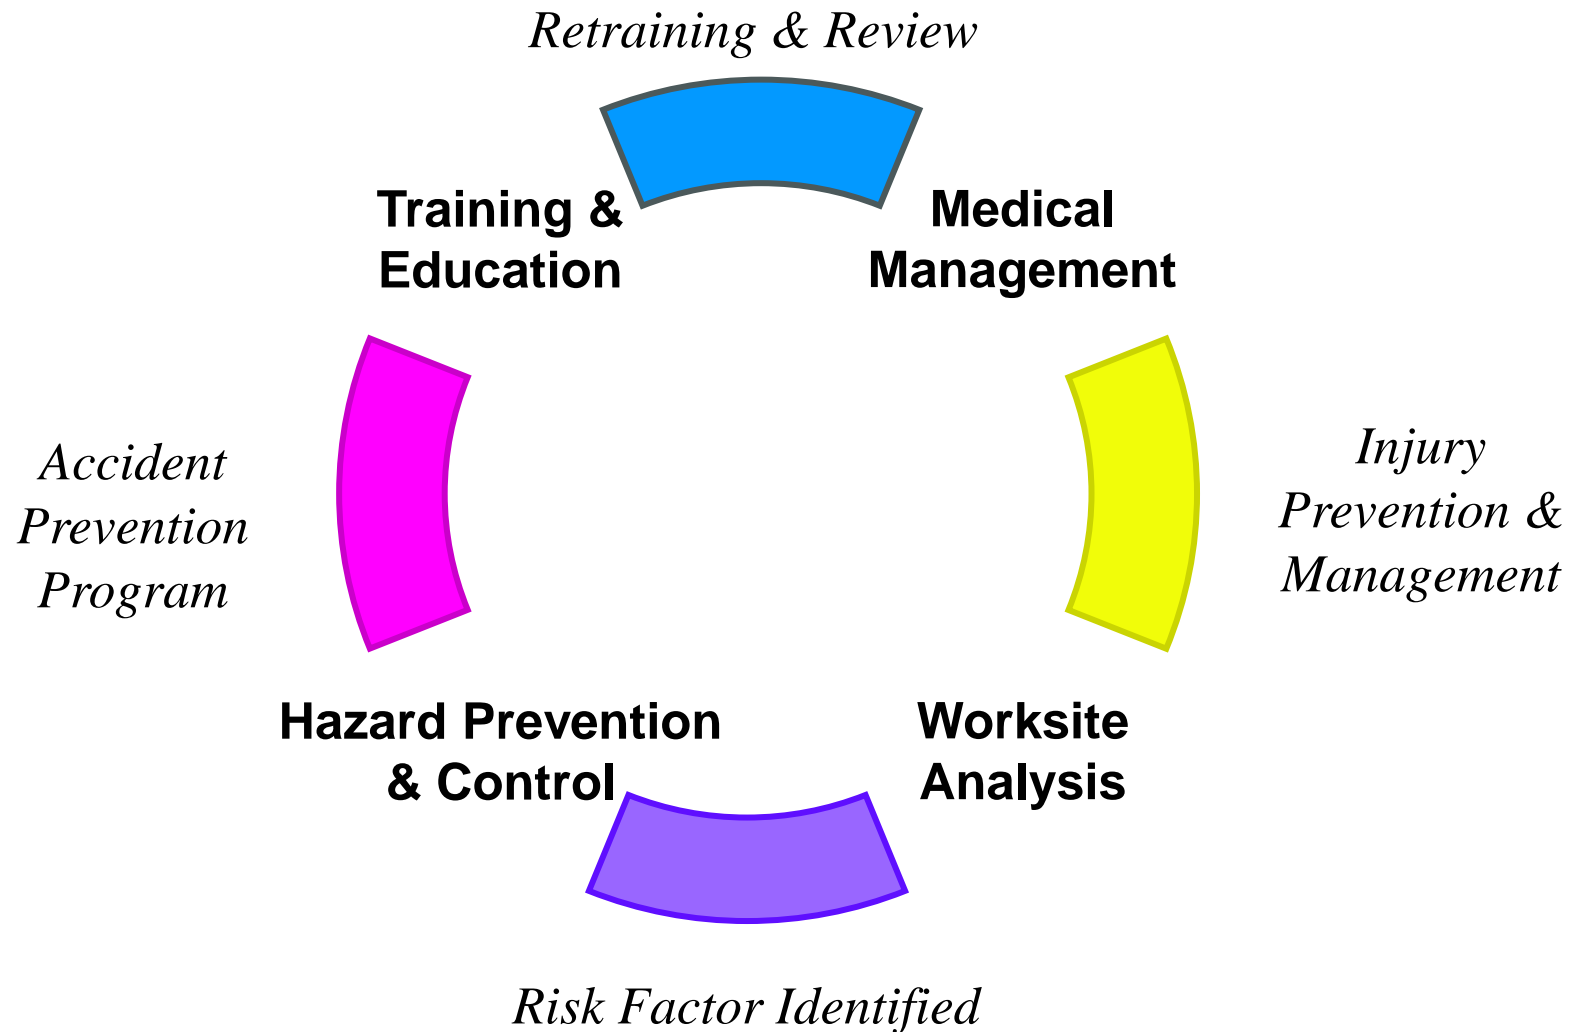 Retraining & Review
Training &
Education
Medical
Management
Accident
Prevention
Program
Injury
Prevention &
Management
Hazard Prevention
& Control
Worksite
Analysis
Risk Factor Identified